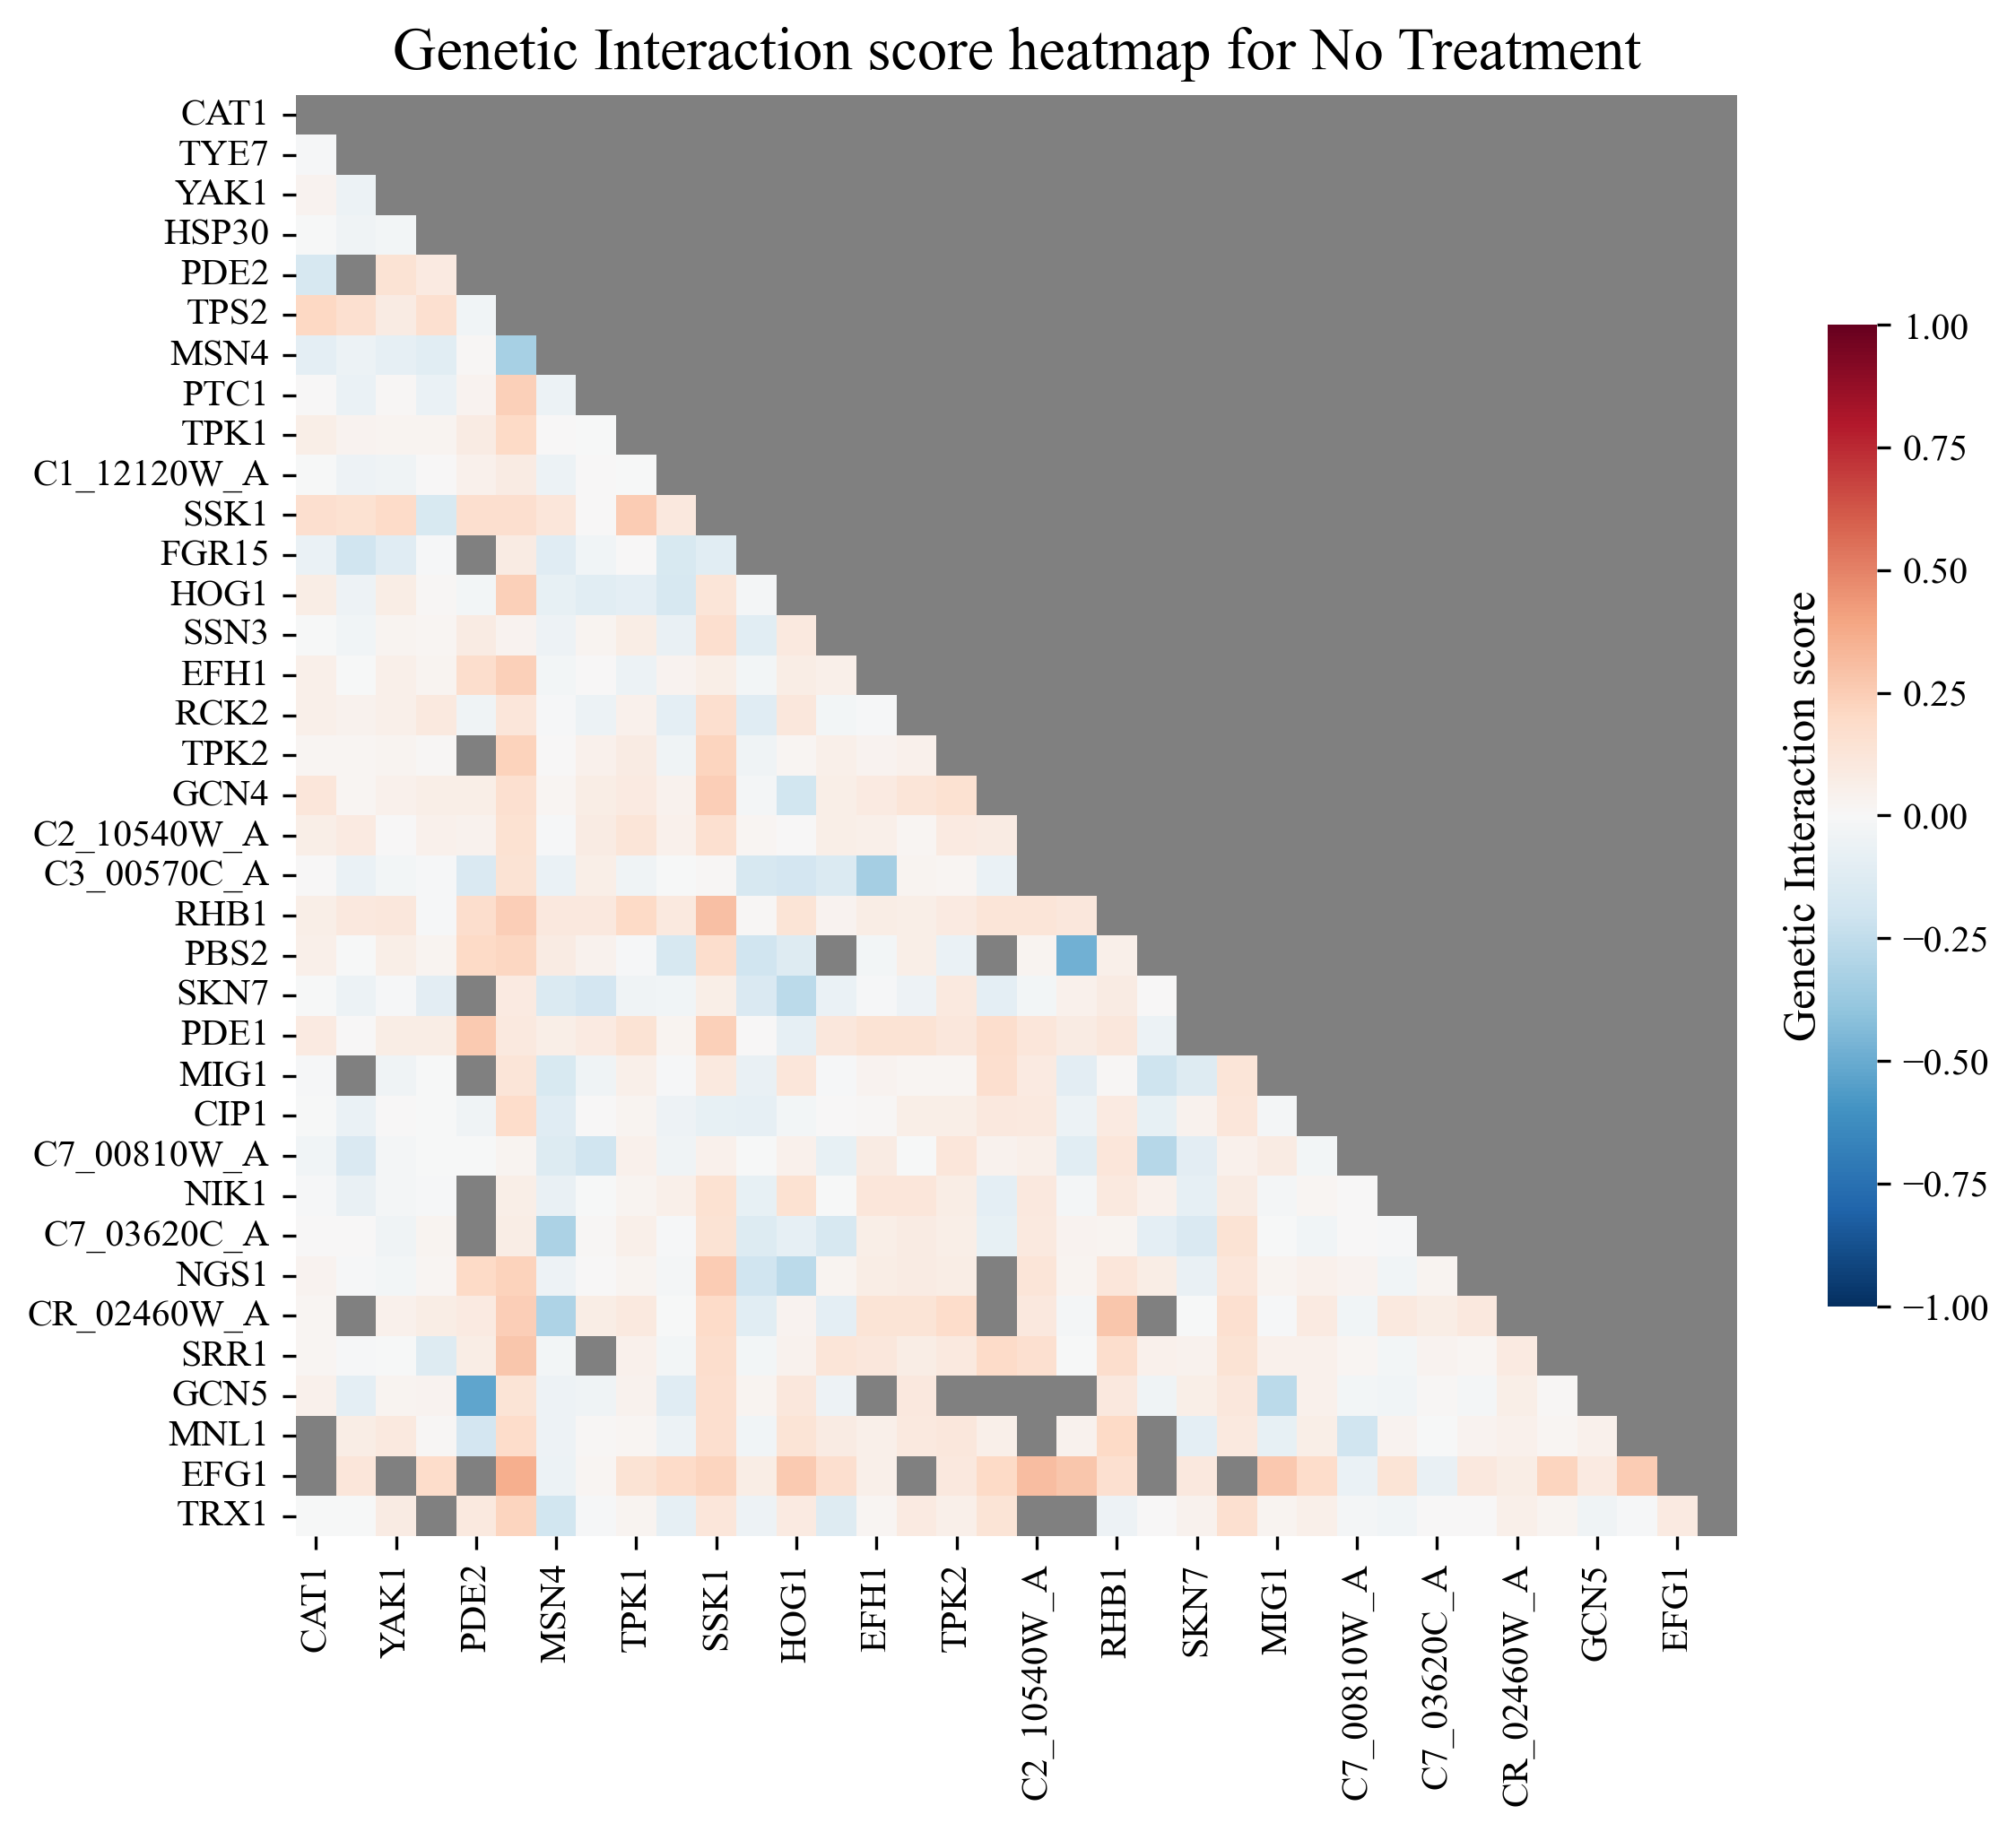 Genetic Interaction score heatmap for No Treatment
CAT1
TYE7
YAK1
HSP30
PDE2
TPS2
MSN4
PTC1
TPK1
C1_12120W_A
SSK1
FGR15
HOG1
SSN3
EFH1
RCK2
TPK2
GCN4
C2_10540W_A
C3_00570C_A
RHB1
PBS2
SKN7
PDE1
MIG1
CIP1
C7_00810W_A
NIK1
C7_03620C_A
NGS1
CR_02460W_A
SRR1
GCN5
MNL1
EFG1
TRX1
CAT1
YAK1
PDE2
MSN4
TPK1
SSK1
HOG1
EFH1
TPK2
C2_10540W_A
RHB1
SKN7
MIG1
C7_00810W_A
C7_03620C_A
CR_02460W_A
GCN5
EFG1
1.00
0.75
0.50
0.25
0.00
−0.25
−0.50
−0.75
−1.00
Genetic Interaction score